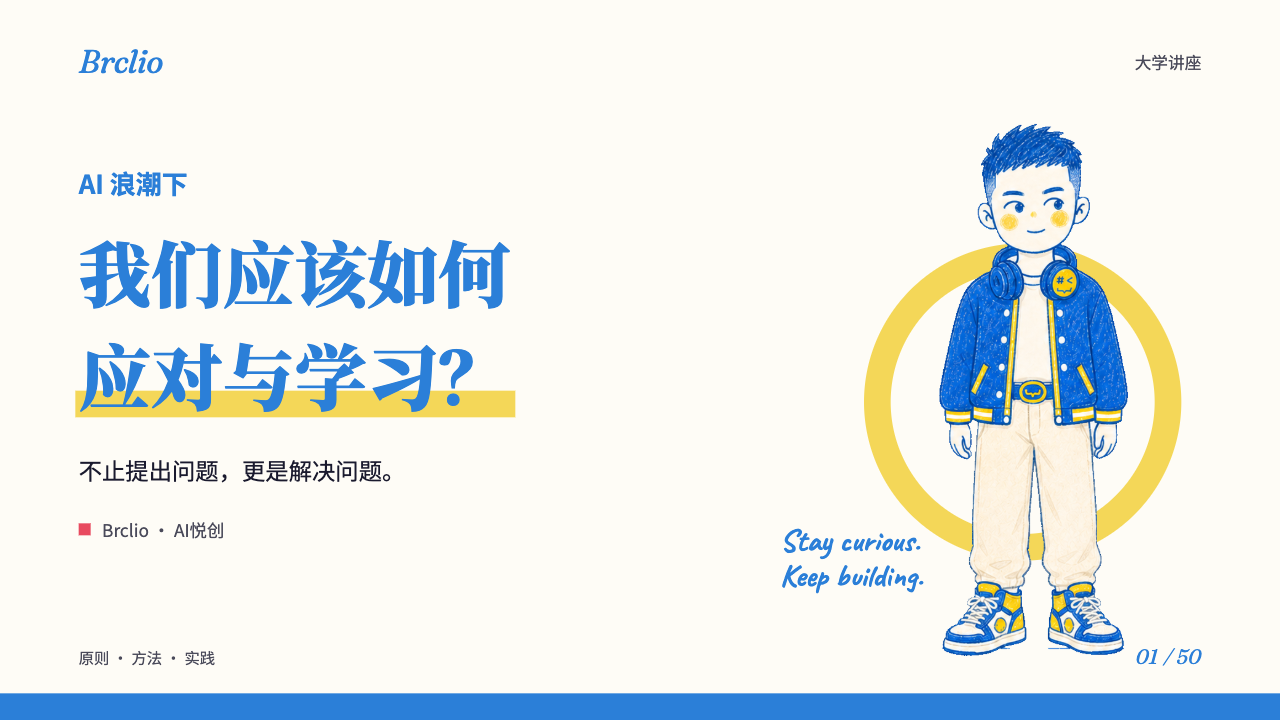 Brclio
大学讲座
AI 浪潮下
我们应该如何
应对与学习？
不止提出问题，更是解决问题。
Brclio · AI悦创
Stay curious.
Keep building.
原则 · 方法 · 实践
01 / 50